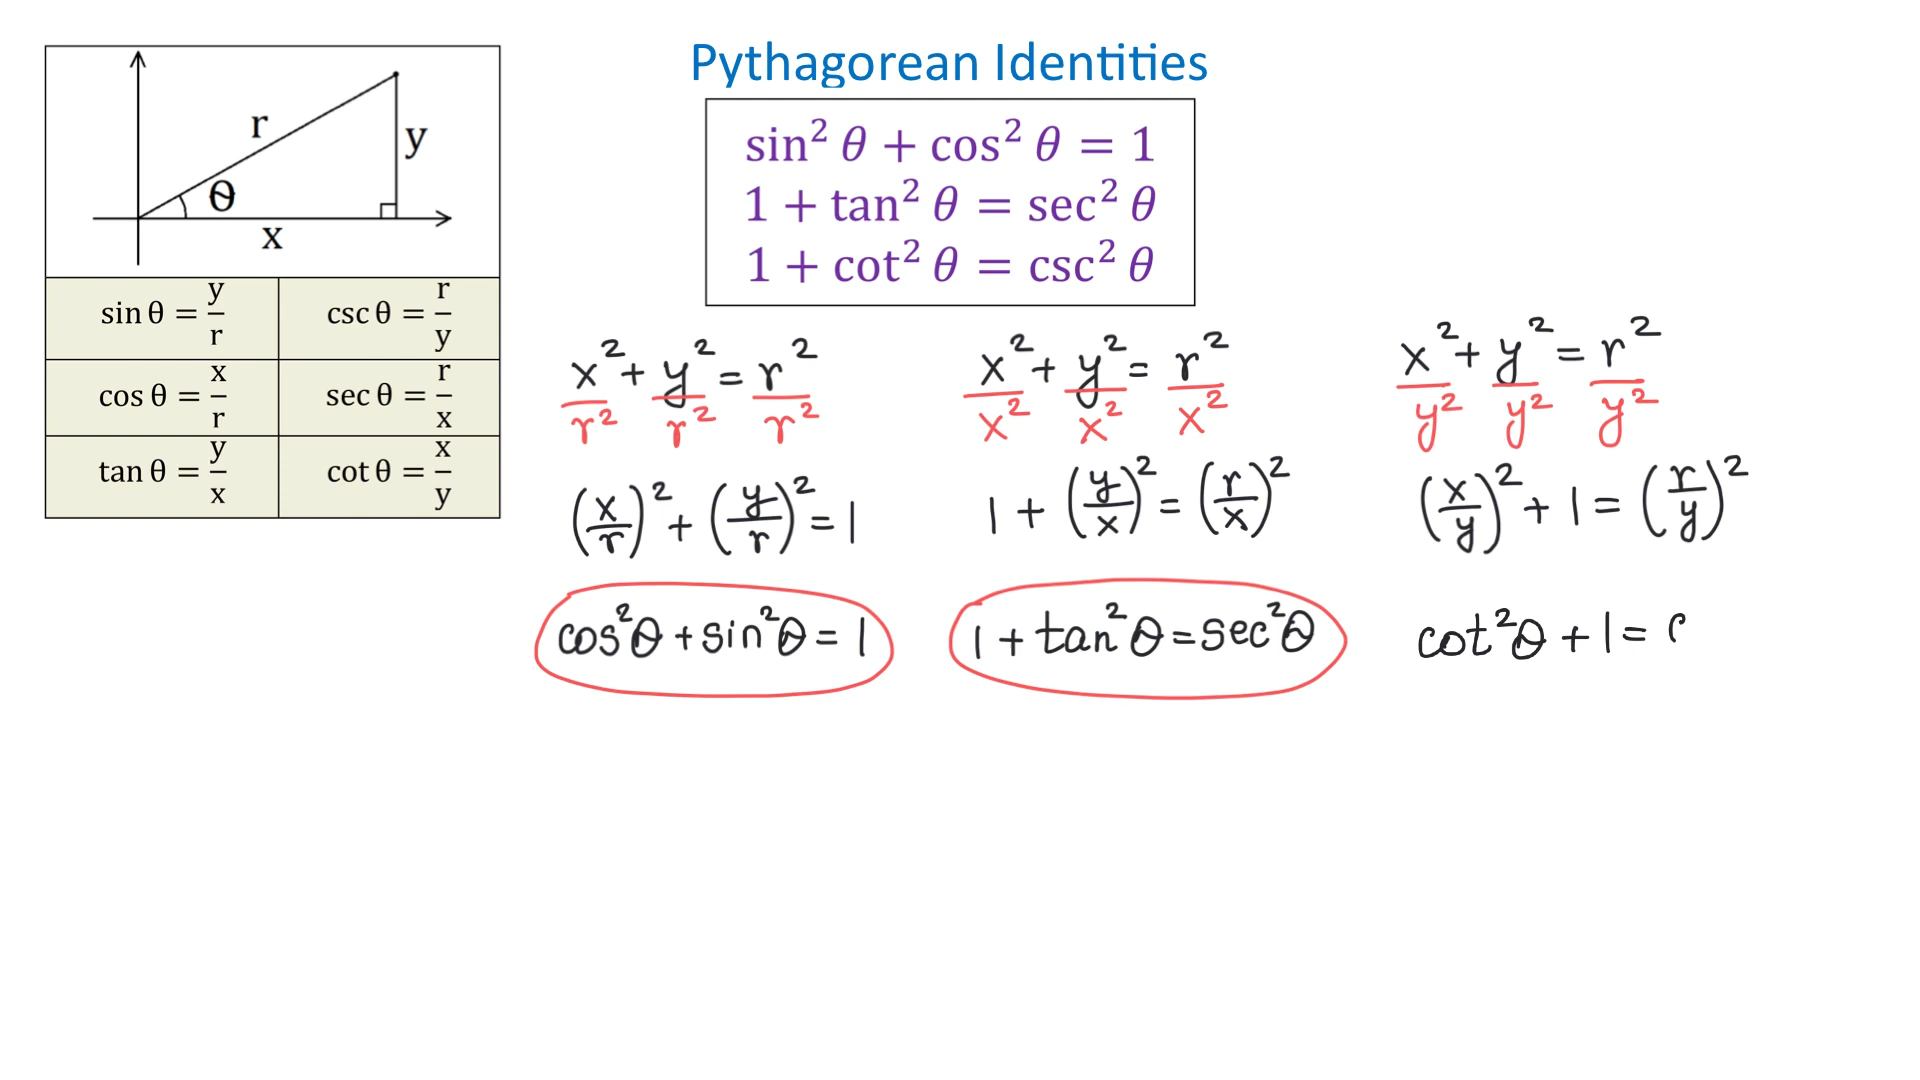 Pythagorean Identities
r
y
θ
x
sin² θ + cos² θ = 1
1 + tan² θ = sec² θ
1 + cot² θ = csc² θ
sin θ = y/r
csc θ = r/y
cos θ = x/r
sec θ = r/x
tan θ = y/x
cot θ = x/y
x²/r² + y²/r² = r²/r²
(x/r)² + (y/r)² = 1
cos²θ + sin²θ = 1
x²/x² + y²/x² = r²/x²
1 + (y/x)² = (r/x)²
1 + tan²θ = sec²θ
x²/y² + y²/y² = r²/y²
(x/y)² + 1 = (r/y)²
cot²θ + 1 = c